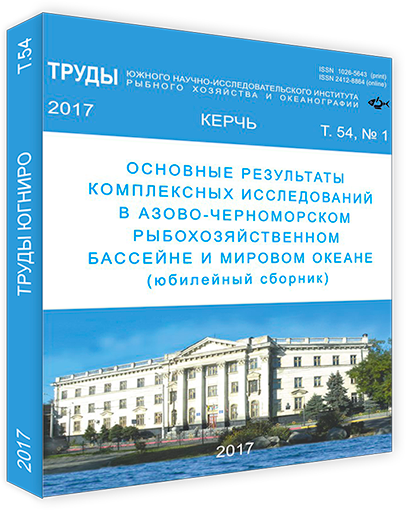 Т.54
ТРУДЫ ЮГНИРО
2017
ISSN 1026-5643 (print)
ISSN 2412-8864 (online)
ТРУДЫ ЮЖНОГО НАУЧНО-ИССЛЕДОВАТЕЛЬСКОГО ИНСТИТУТА
РЫБНОГО ХОЗЯЙСТВА И ОКЕАНОГРАФИИ
2017
КЕРЧЬ
Т. 54, № 1
ОСНОВНЫЕ РЕЗУЛЬТАТЫ
КОМПЛЕКСНЫХ ИССЛЕДОВАНИЙ
В АЗОВО-ЧЕРНОМОРСКОМ
РЫБОХОЗЯЙСТВЕННОМ
БАССЕЙНЕ И МИРОВОМ ОКЕАНЕ
(юбилейный сборник)
2017